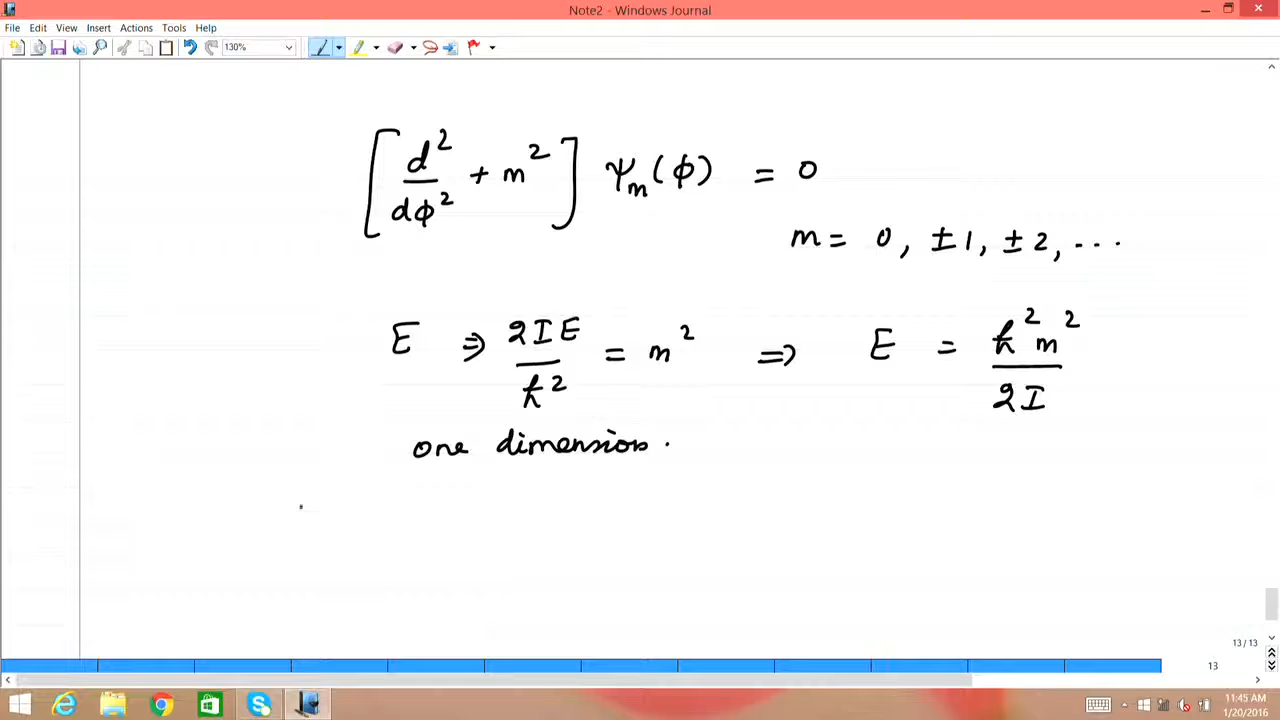 Note2 - Windows Journal
File Edit View Insert Actions Tools Help
130%
[d²/dφ² + m²] ψₘ(φ) = 0
m = 0, ±1, ±2, ...
E ⇒ 2IE/ħ² = m² ⇒ E = ħ²m²/2I
one dimension.
13/13
13
11:45 AM
1/20/2016